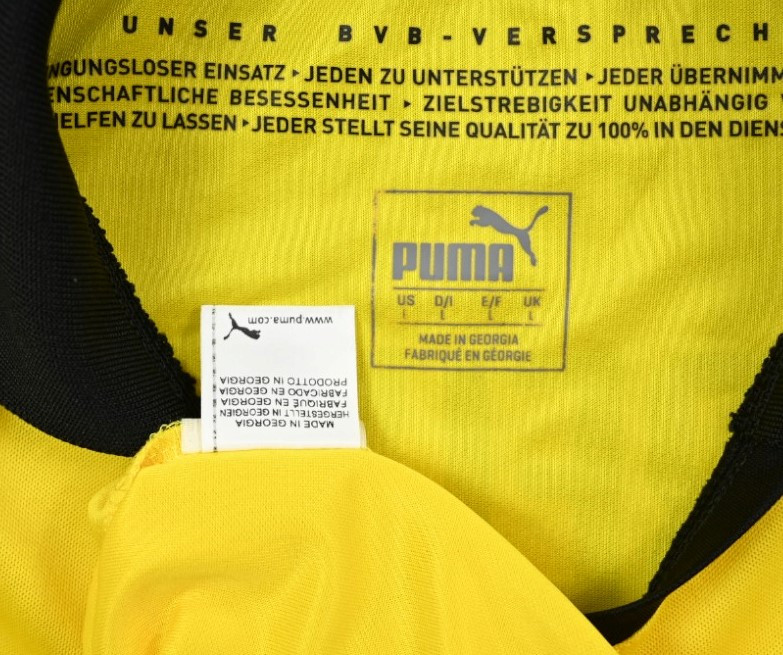 UNSER BVB-VERSPRECH
NGUNGSLOSER EINSATZ ▸ JEDEN ZU UNTERSTÜTZEN ▸ JEDER ÜBERNIMM
ENSCHAFTLICHE BESESSENHEIT ▸ ZIELSTREBIGKEIT UNABHÄNGIG
HELFEN ZU LASSEN ▸ JEDER STELLT SEINE QUALITÄT ZU 100% IN DEN DIENS
PUMA
US D/I E/F UK
L L L L
MADE IN GEORGIA
FABRIQUÉ EN GÉORGIE
MADE IN GEORGIA
HERGESTELLT IN GEORGIEN
FABRIQUÉ EN GEORGIA
FABRICADO EN GEORGIA
PRODOTTO IN GEORGIA
www.puma.com